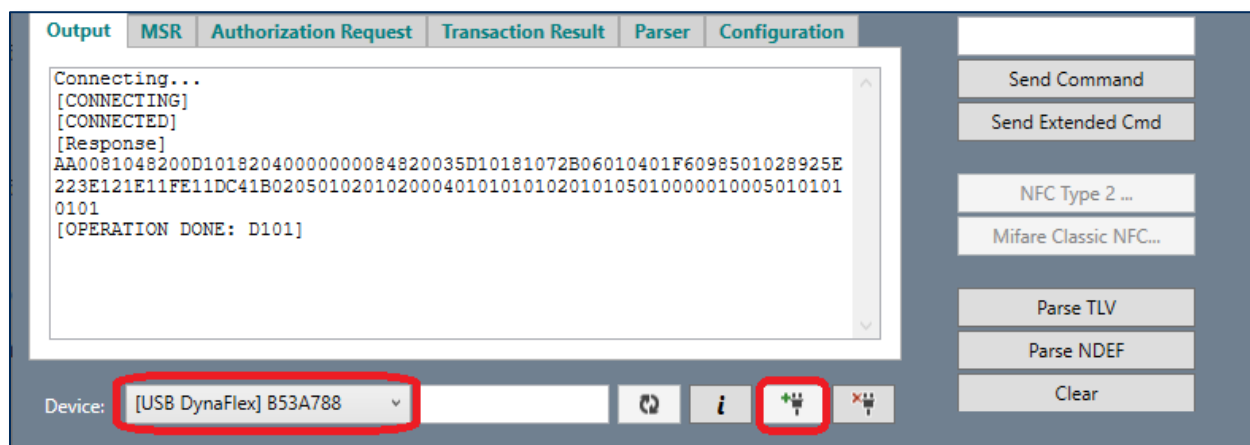 Output MSR Authorization Request Transaction Result Parser Configuration
Connecting...
[CONNECTING]
[CONNECTED]
[Response]
AA0081048200D10182040000000084820035D10181072B06010401F6098501028925E
223E121E11FE11DC41B02050102010200040101010102010105010000010005010101
0101
[OPERATION DONE: D101]
Send Command
Send Extended Cmd
NFC Type 2 ...
Mifare Classic NFC...
Parse TLV
Parse NDEF
Clear
Device: [USB DynaFlex] B53A788 i